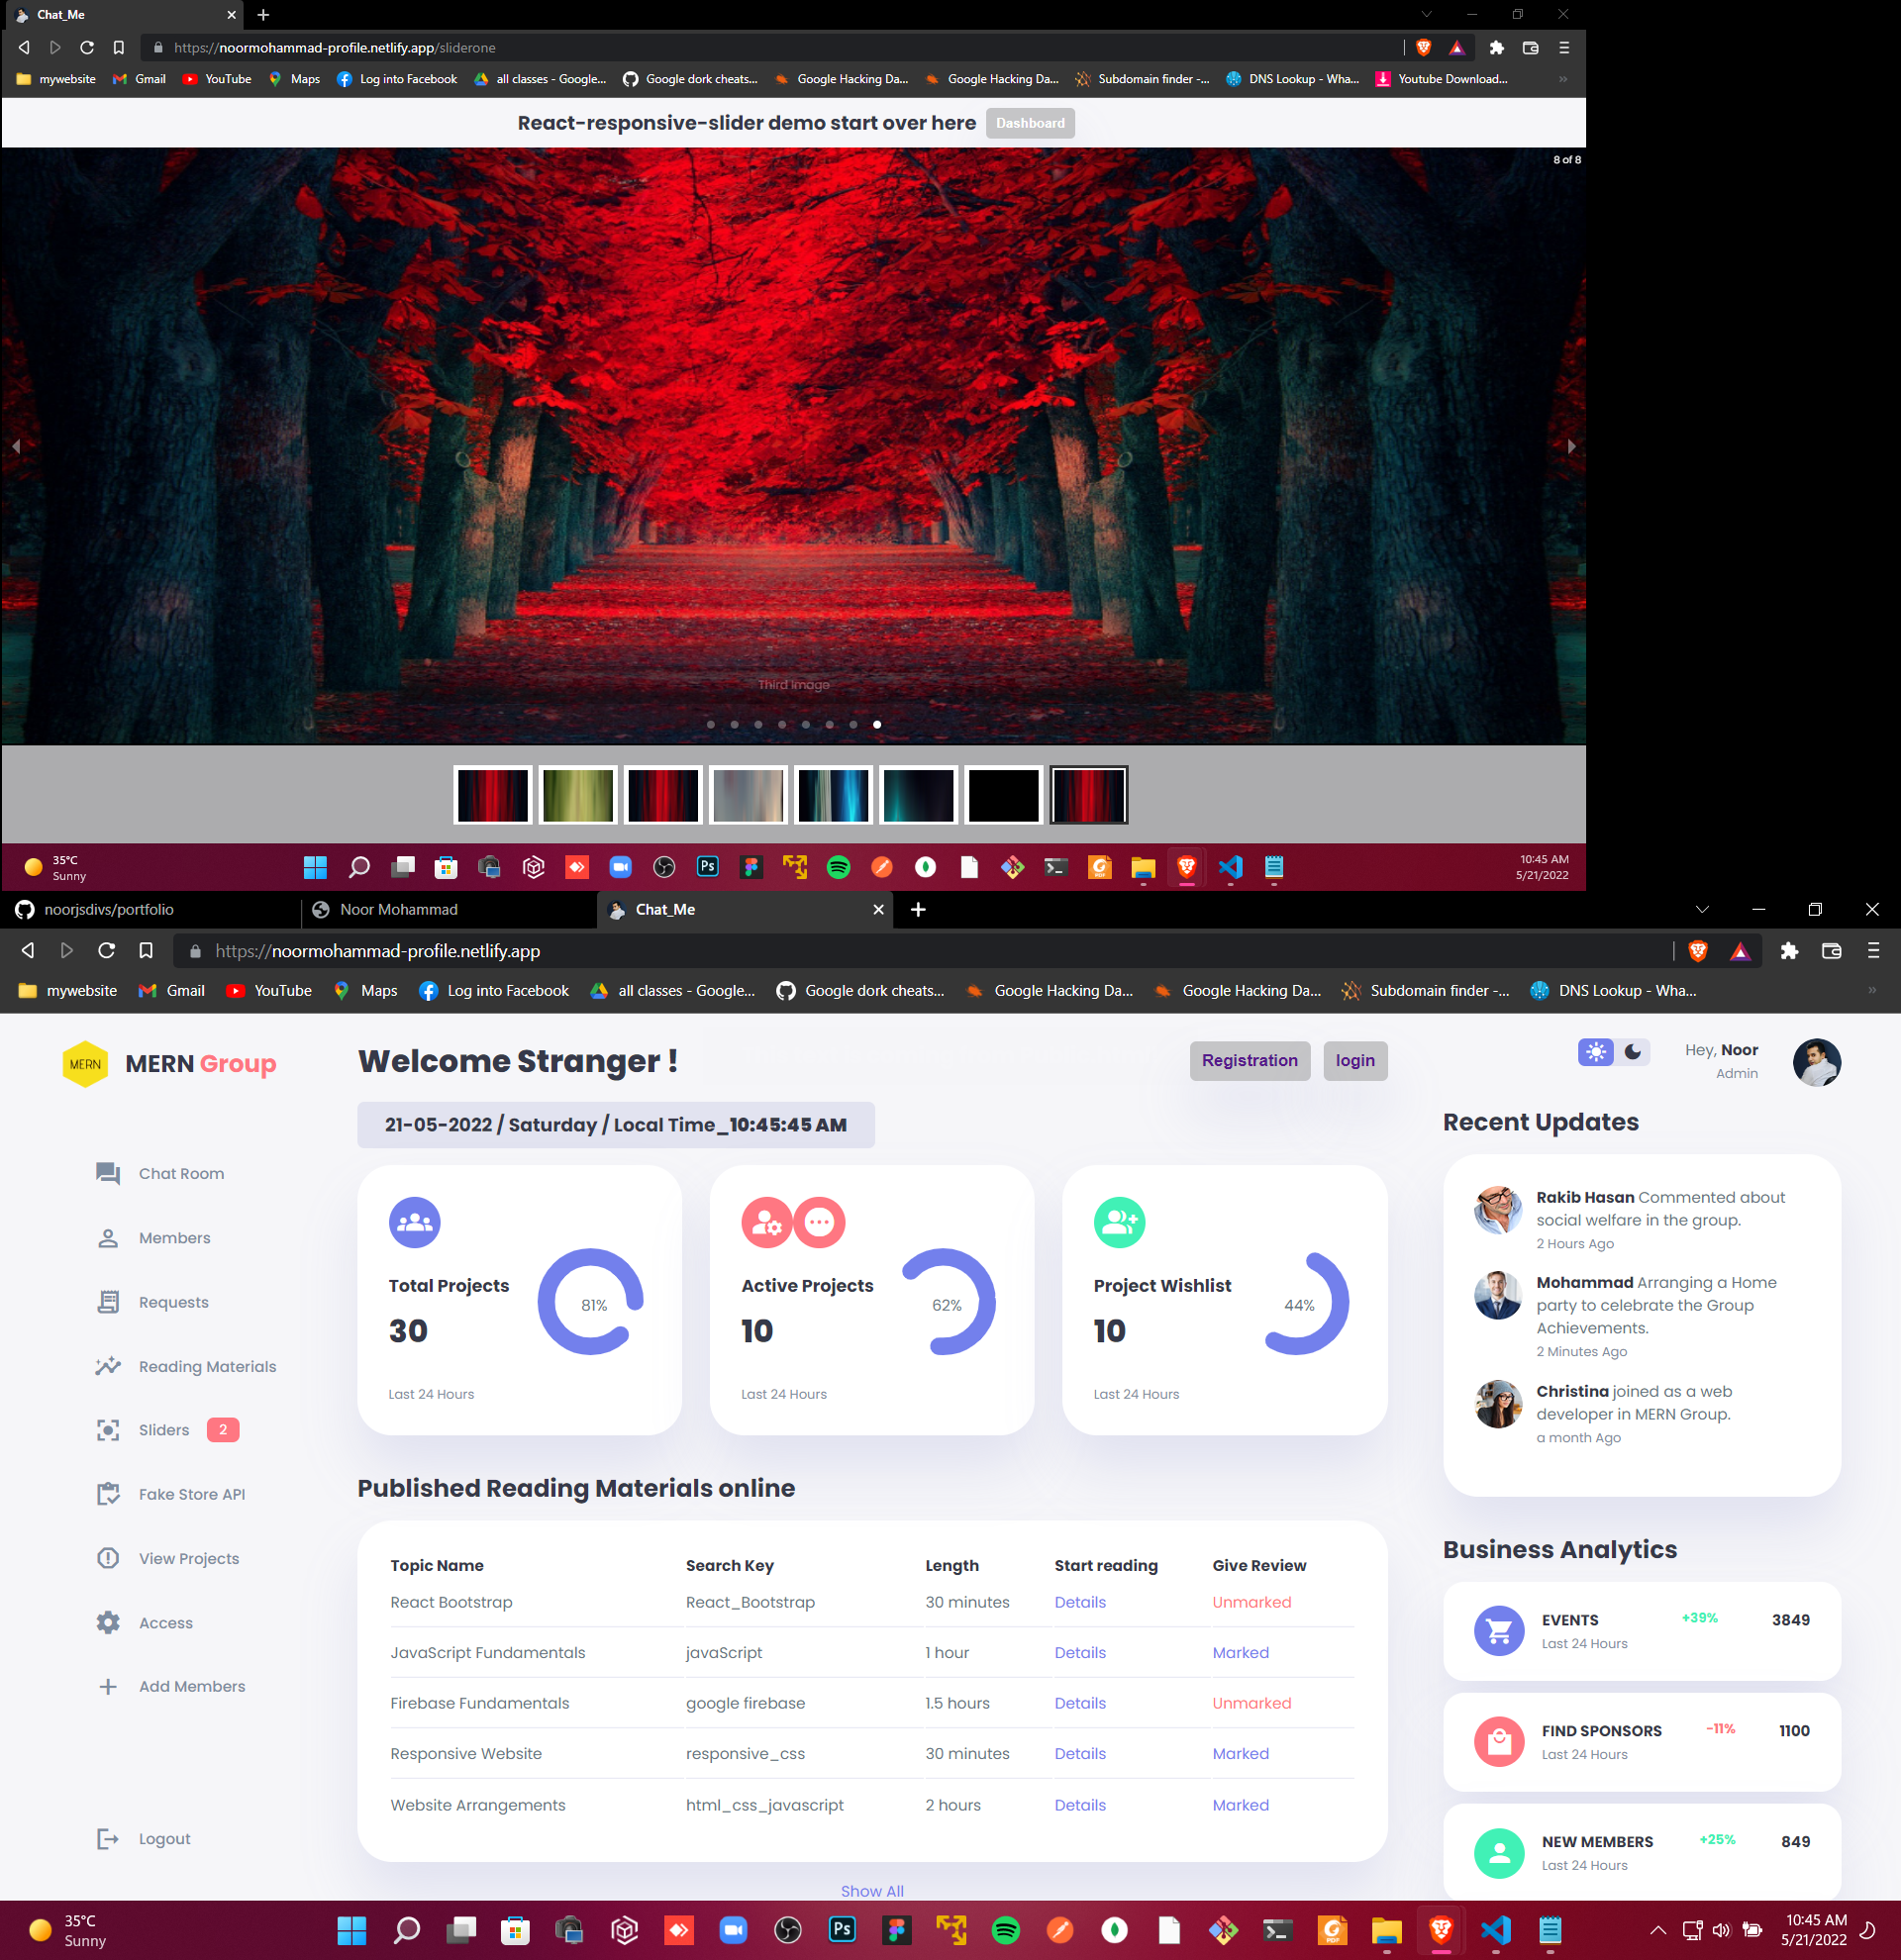 Chat_Me
https://noormohammad-profile.netlify.app/sliderone
mywebsite Gmail YouTube Maps Log into Facebook all classes - Google... Google dork cheats... Google Hacking Da... Google Hacking Da... Subdomain finder -... DNS Lookup - Wha... Youtube Download... »
React-responsive-slider demo start over here Dashboard
8 of 8
Third Image
35°C
Sunny
Ps
PDF
10:45 AM
5/21/2022
noorjsdivs/portfolio Noor Mohammad Chat_Me
https://noormohammad-profile.netlify.app
mywebsite Gmail YouTube Maps Log into Facebook all classes - Google... Google dork cheats... Google Hacking Da... Google Hacking Da... Subdomain finder -... DNS Lookup - Wha... »
MERN MERN Group
Chat Room
Members
Requests
Reading Materials
Sliders 2
Fake Store API
View Projects
Access
Add Members
Logout
Welcome Stranger !
Registration login
21-05-2022 / Saturday / Local Time_10:45:45 AM
Total Projects
30
81%
Last 24 Hours
Active Projects
10
62%
Last 24 Hours
Project Wishlist
10
44%
Last 24 Hours
Published Reading Materials online
Topic Name Search Key Length Start reading Give Review
React Bootstrap React_Bootstrap 30 minutes Details Unmarked
JavaScript Fundamentals javaScript 1 hour Details Marked
Firebase Fundamentals google firebase 1.5 hours Details Unmarked
Responsive Website responsive_css 30 minutes Details Marked
Website Arrangements html_css_javascript 2 hours Details Marked
Show All
Hey, Noor
Admin
Recent Updates
Rakib Hasan Commented about
social welfare in the group.
2 Hours Ago
Mohammad Arranging a Home
party to celebrate the Group
Achievements.
2 Minutes Ago
Christina joined as a web
developer in MERN Group.
a month Ago
Business Analytics
EVENTS +39% 3849
Last 24 Hours
FIND SPONSORS -11% 1100
Last 24 Hours
NEW MEMBERS +25% 849
Last 24 Hours
35°C
Sunny
Ps
PDF
10:45 AM
5/21/2022